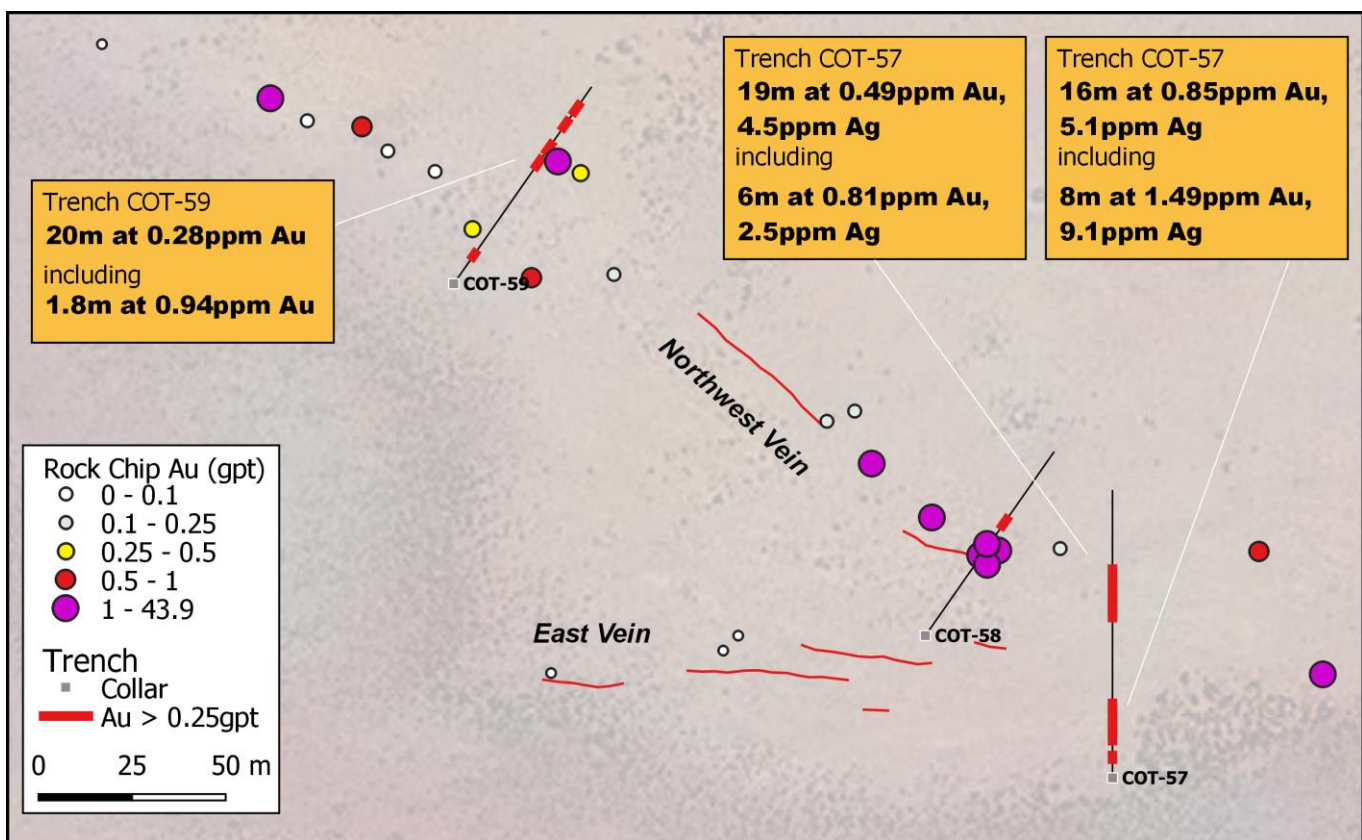 Trench COT-57
19m at 0.49ppm Au,
4.5ppm Ag
including
6m at 0.81ppm Au,
2.5ppm Ag
Trench COT-57
16m at 0.85ppm Au,
5.1ppm Ag
including
8m at 1.49ppm Au,
9.1ppm Ag
Trench COT-59
20m at 0.28ppm Au
including
1.8m at 0.94ppm Au
COT-59
Northwest Vein
East Vein
COT-58
COT-57
Rock Chip Au (gpt)
0 - 0.1
0.1 - 0.25
0.25 - 0.5
0.5 - 1
1 - 43.9
Trench
Collar
Au > 0.25gpt
0 25 50 m